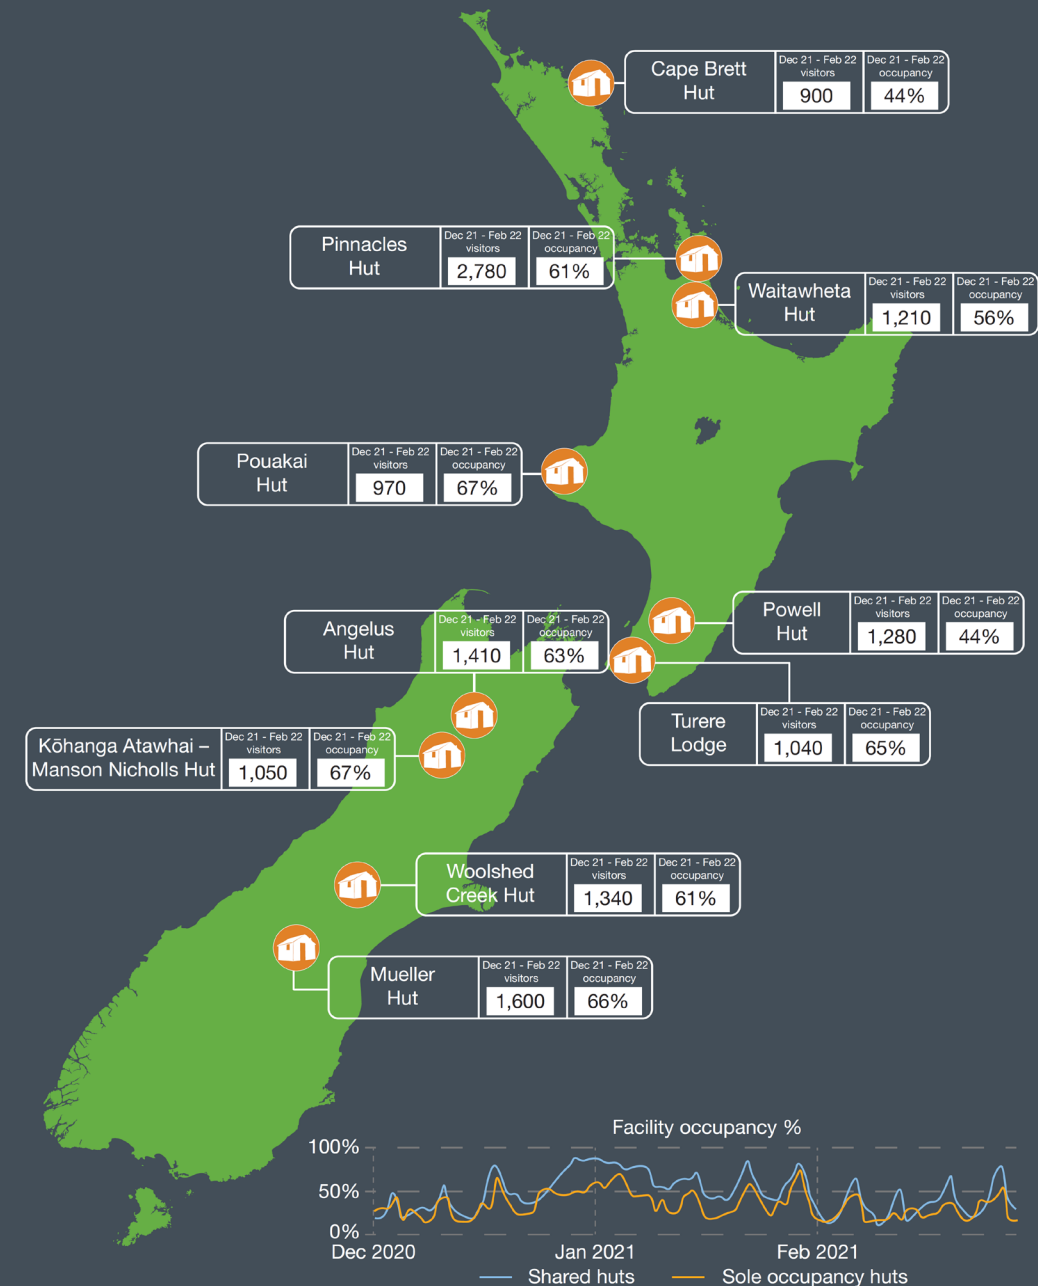 Cape Brett
Hut
Dec 21 - Feb 22
visitors
900
Dec 21 - Feb 22
occupancy
44%
Pinnacles
Hut
Dec 21 - Feb 22
visitors
2,780
Dec 21 - Feb 22
occupancy
61%
Waitawheta
Hut
Dec 21 - Feb 22
visitors
1,210
Dec 21 - Feb 22
occupancy
56%
Pouakai
Hut
Dec 21 - Feb 22
visitors
970
Dec 21 - Feb 22
occupancy
67%
Powell
Hut
Dec 21 - Feb 22
visitors
1,280
Dec 21 - Feb 22
occupancy
44%
Angelus
Hut
Dec 21 - Feb 22
visitors
1,410
Dec 21 - Feb 22
occupancy
63%
Turere
Lodge
Dec 21 - Feb 22
visitors
1,040
Dec 21 - Feb 22
occupancy
65%
Kōhanga Atawhai –
Manson Nicholls Hut
Dec 21 - Feb 22
visitors
1,050
Dec 21 - Feb 22
occupancy
67%
Woolshed
Creek Hut
Dec 21 - Feb 22
visitors
1,340
Dec 21 - Feb 22
occupancy
61%
Mueller
Hut
Dec 21 - Feb 22
visitors
1,600
Dec 21 - Feb 22
occupancy
66%
Facility occupancy %
100%
50%
0%
Dec 2020
Jan 2021
Feb 2021
Shared huts
Sole occupancy huts